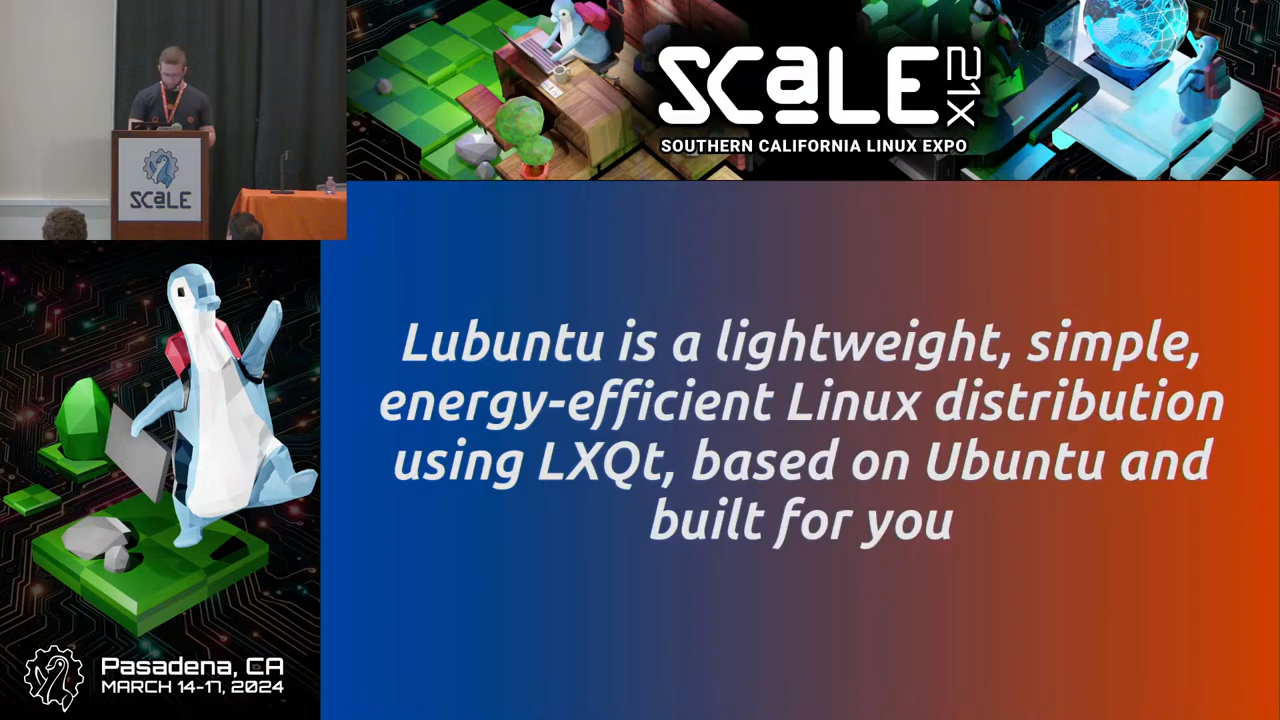 SCaLE 21x
SOUTHERN CALIFORNIA LINUX EXPO
SCaLE
Lubuntu is a lightweight, simple,
energy-efficient Linux distribution
using LXQt, based on Ubuntu and
built for you
Pasadena, CA
MARCH 14-17, 2024